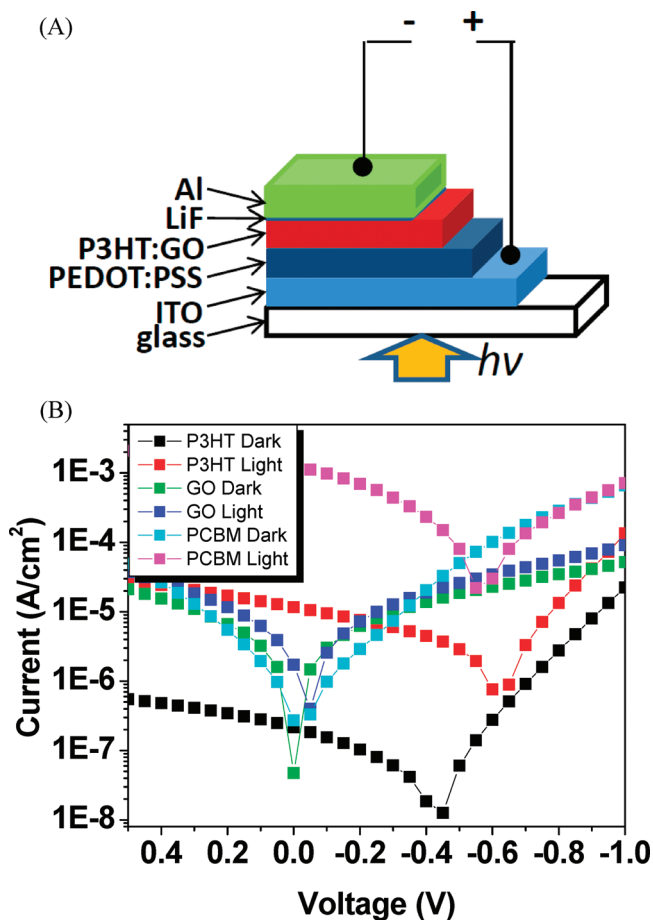 (A)
- +
Al
LiF
P3HT:GO
PEDOT:PSS
ITO
glass
hν
(B)
P3HT Dark
P3HT Light
GO Dark
GO Light
PCBM Dark
PCBM Light
1E-3
1E-4
1E-5
1E-6
1E-7
1E-8
Current (A/cm²)
0.4 0.2 0.0 -0.2 -0.4 -0.6 -0.8 -1.0
Voltage (V)